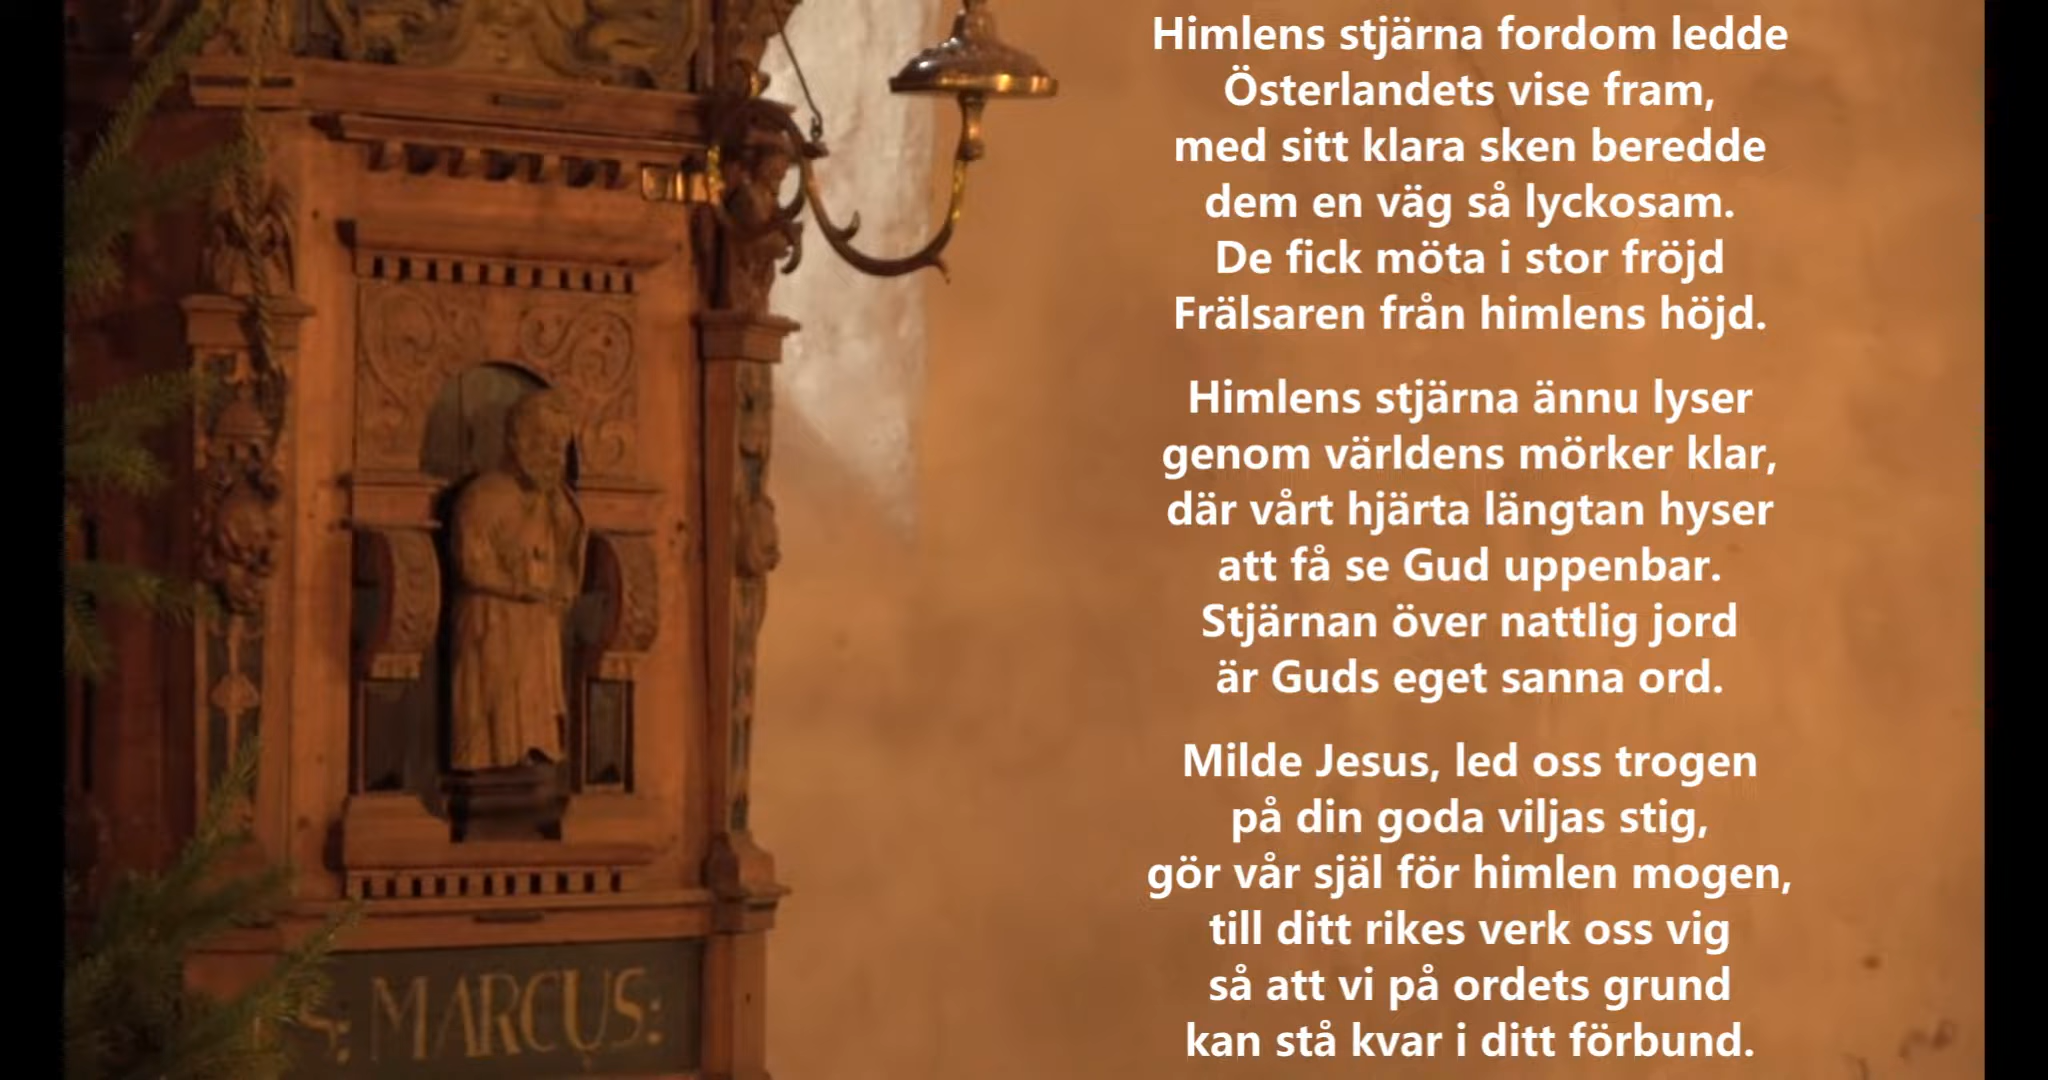 Himlens stjärna fordom ledde
Österlandets vise fram,
med sitt klara sken beredde
dem en väg så lyckosam.
De fick möta i stor fröjd
Frälsaren från himlens höjd.
Himlens stjärna ännu lyser
genom världens mörker klar,
där vårt hjärta längtan hyser
att få se Gud uppenbar.
Stjärnan över nattlig jord
är Guds eget sanna ord.
Milde Jesus, led oss trogen
på din goda viljas stig,
gör vår själ för himlen mogen,
till ditt rikes verk oss vig
så att vi på ordets grund
kan stå kvar i ditt förbund.
S: MARCUS: